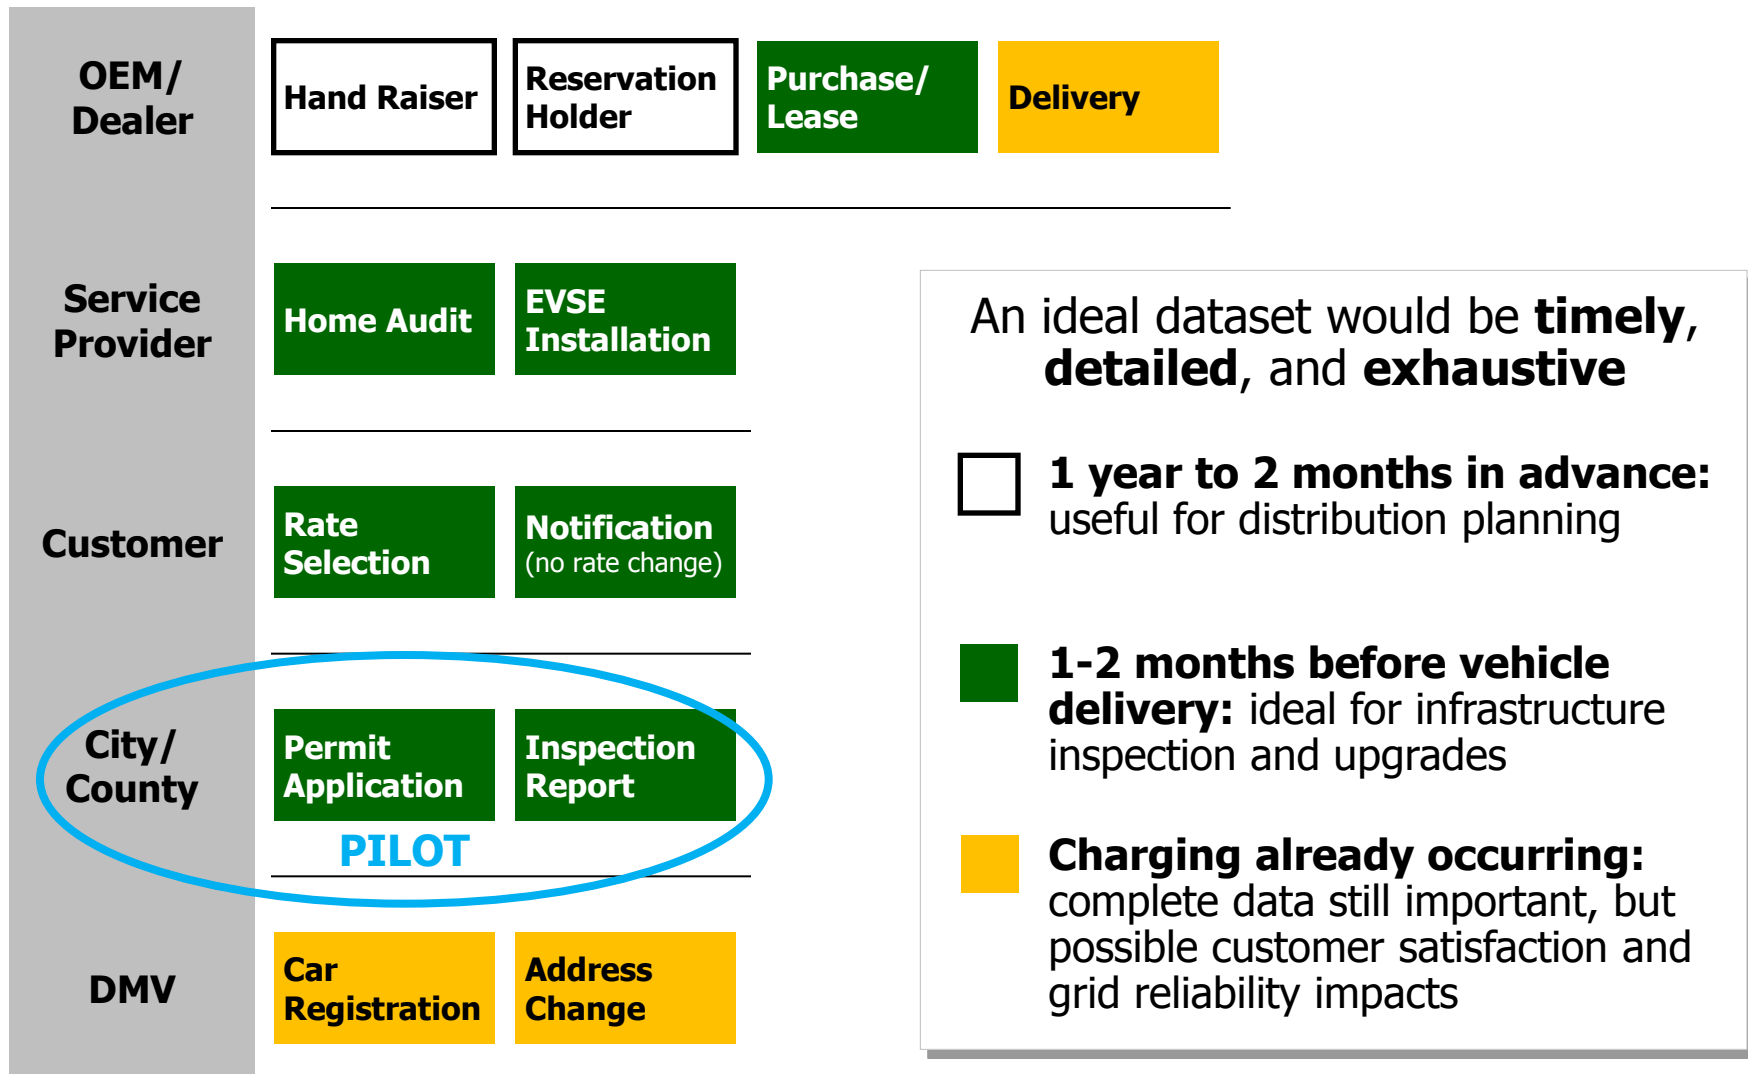 OEM/
Dealer
Hand Raiser
Reservation
Holder
Purchase/
Lease
Delivery
Service
Provider
Home Audit
EVSE
Installation
Customer
Rate
Selection
Notification
(no rate change)
City/
County
Permit
Application
Inspection
Report
PILOT
DMV
Car
Registration
Address
Change
An ideal dataset would be timely,
detailed, and exhaustive
1 year to 2 months in advance:
useful for distribution planning
1-2 months before vehicle
delivery: ideal for infrastructure
inspection and upgrades
Charging already occurring:
complete data still important, but
possible customer satisfaction and
grid reliability impacts